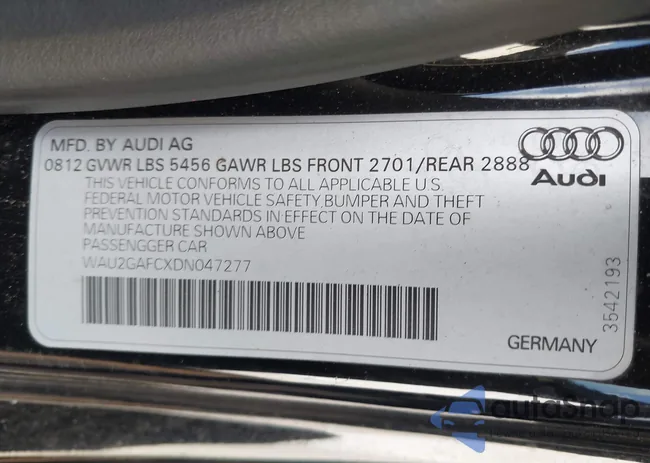 MFD. BY AUDI AG
0812 GVWR LBS 5456 GAWR LBS FRONT 2701/REAR 2888
Audi
THIS VEHICLE CONFORMS TO ALL APPLICABLE U S
FEDERAL MOTOR VEHICLE SAFETY BUMPER AND THEFT
PREVENTION STANDARDS IN EFFECT ON THE DATE OF
MANUFACTURE SHOWN ABOVE
PASSENGGER CAR
WAU2GAFCXDN047277
3542193
GERMANY
autoShop